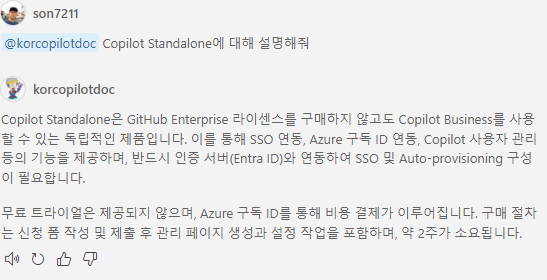 son7211
@korcopilotdoc Copilot Standalone에 대해 설명해줘
korcopilotdoc
Copilot Standalone은 GitHub Enterprise 라이센스를 구매하지 않고도 Copilot Business를 사용
할 수 있는 독립적인 제품입니다. 이를 통해 SSO 연동, Azure 구독 ID 연동, Copilot 사용자 관리
등의 기능을 제공하며, 반드시 인증 서버(Entra ID)와 연동하여 SSO 및 Auto-provisioning 구성
이 필요합니다.
무료 트라이얼은 제공되지 않으며, Azure 구독 ID를 통해 비용 결제가 이루어집니다. 구매 절차
는 신청 폼 작성 및 제출 후 관리 페이지 생성과 설정 작업을 포함하며, 약 2주가 소요됩니다.